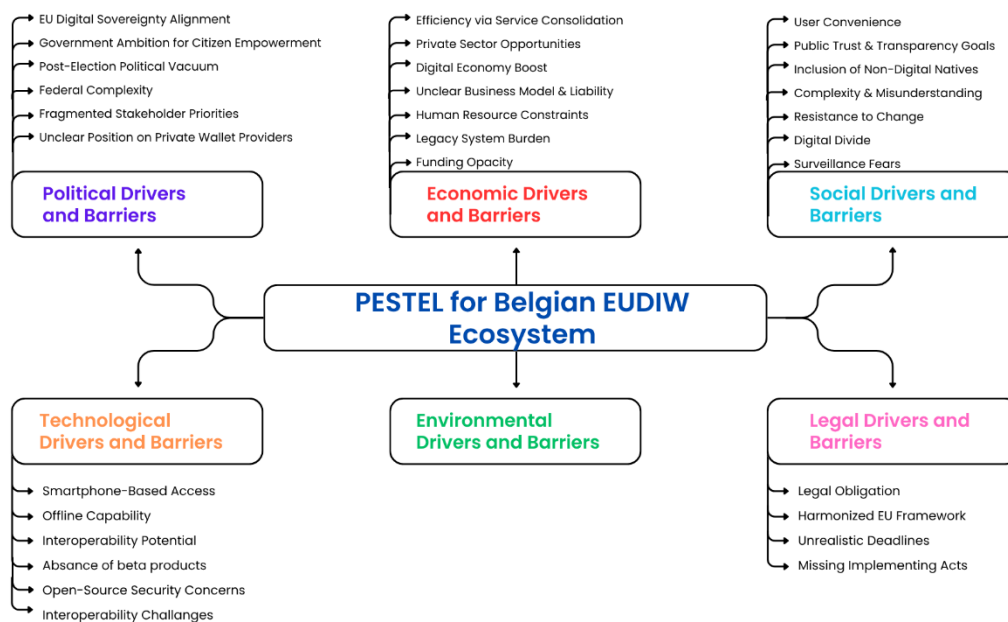 EU Digital Sovereignty Alignment
Government Ambition for Citizen Empowerment
Post-Election Political Vacuum
Federal Complexity
Fragmented Stakeholder Priorities
Unclear Position on Private Wallet Providers
Political Drivers
and Barriers
Efficiency via Service Consolidation
Private Sector Opportunities
Digital Economy Boost
Unclear Business Model & Liability
Human Resource Constraints
Legacy System Burden
Funding Opacity
Economic Drivers
and Barriers
User Convenience
Public Trust & Transparency Goals
Inclusion of Non-Digital Natives
Complexity & Misunderstanding
Resistance to Change
Digital Divide
Surveillance Fears
Social Drivers and
Barriers
PESTEL for Belgian EUDIW
Ecosystem
Technological
Drivers and Barriers
Smartphone-Based Access
Offline Capability
Interoperability Potential
Absence of beta products
Open-Source Security Concerns
Interoperability Challanges
Environmental
Drivers and Barriers
Legal Drivers and
Barriers
Legal Obligation
Harmonized EU Framework
Unrealistic Deadlines
Missing Implementing Acts